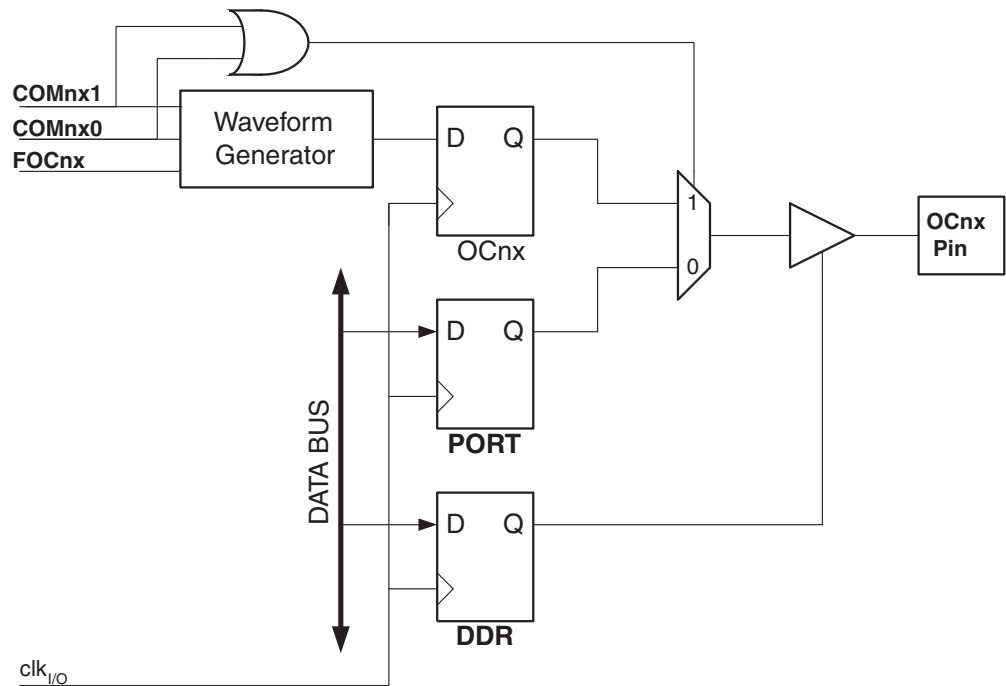 COMnx1
COMnx0
FOCnx
Waveform
Generator
D Q
OCnx
1
0
OCnx
Pin
D Q
PORT
DATA BUS
D Q
DDR
clkI/O